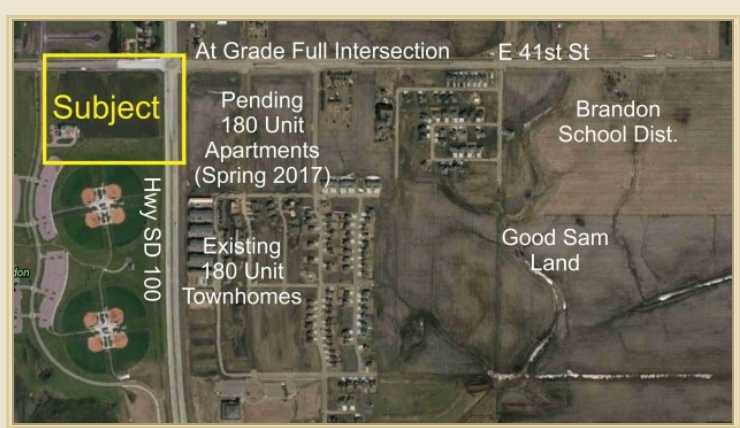 At Grade Full Intersection
E 41st St
Subject
Pending
180 Unit
Apartments
(Spring 2017)
Brandon
School Dist.
Hwy SD 100
Existing
180 Unit
Townhomes
Good Sam
Land
don